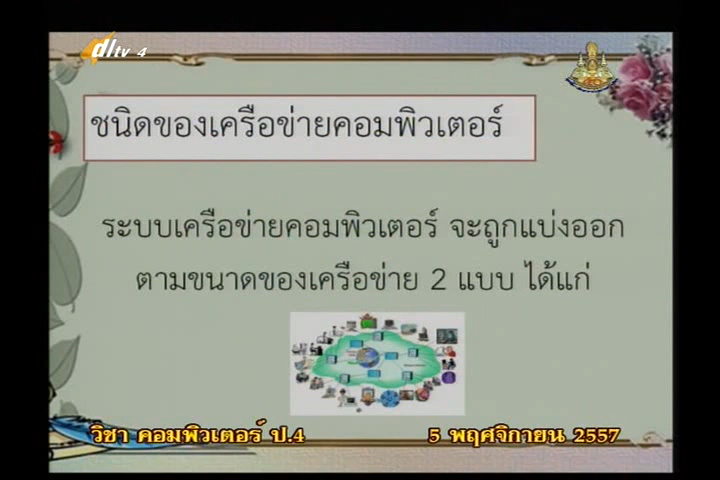 dltv 4
ชนิดของเครือข่ายคอมพิวเตอร์
ระบบเครือข่ายคอมพิวเตอร์ จะถูกแบ่งออก
ตามขนาดของเครือข่าย 2 แบบ ได้แก่
วิชา คอมพิวเตอร์ ป.4
5 พฤศจิกายน 2557